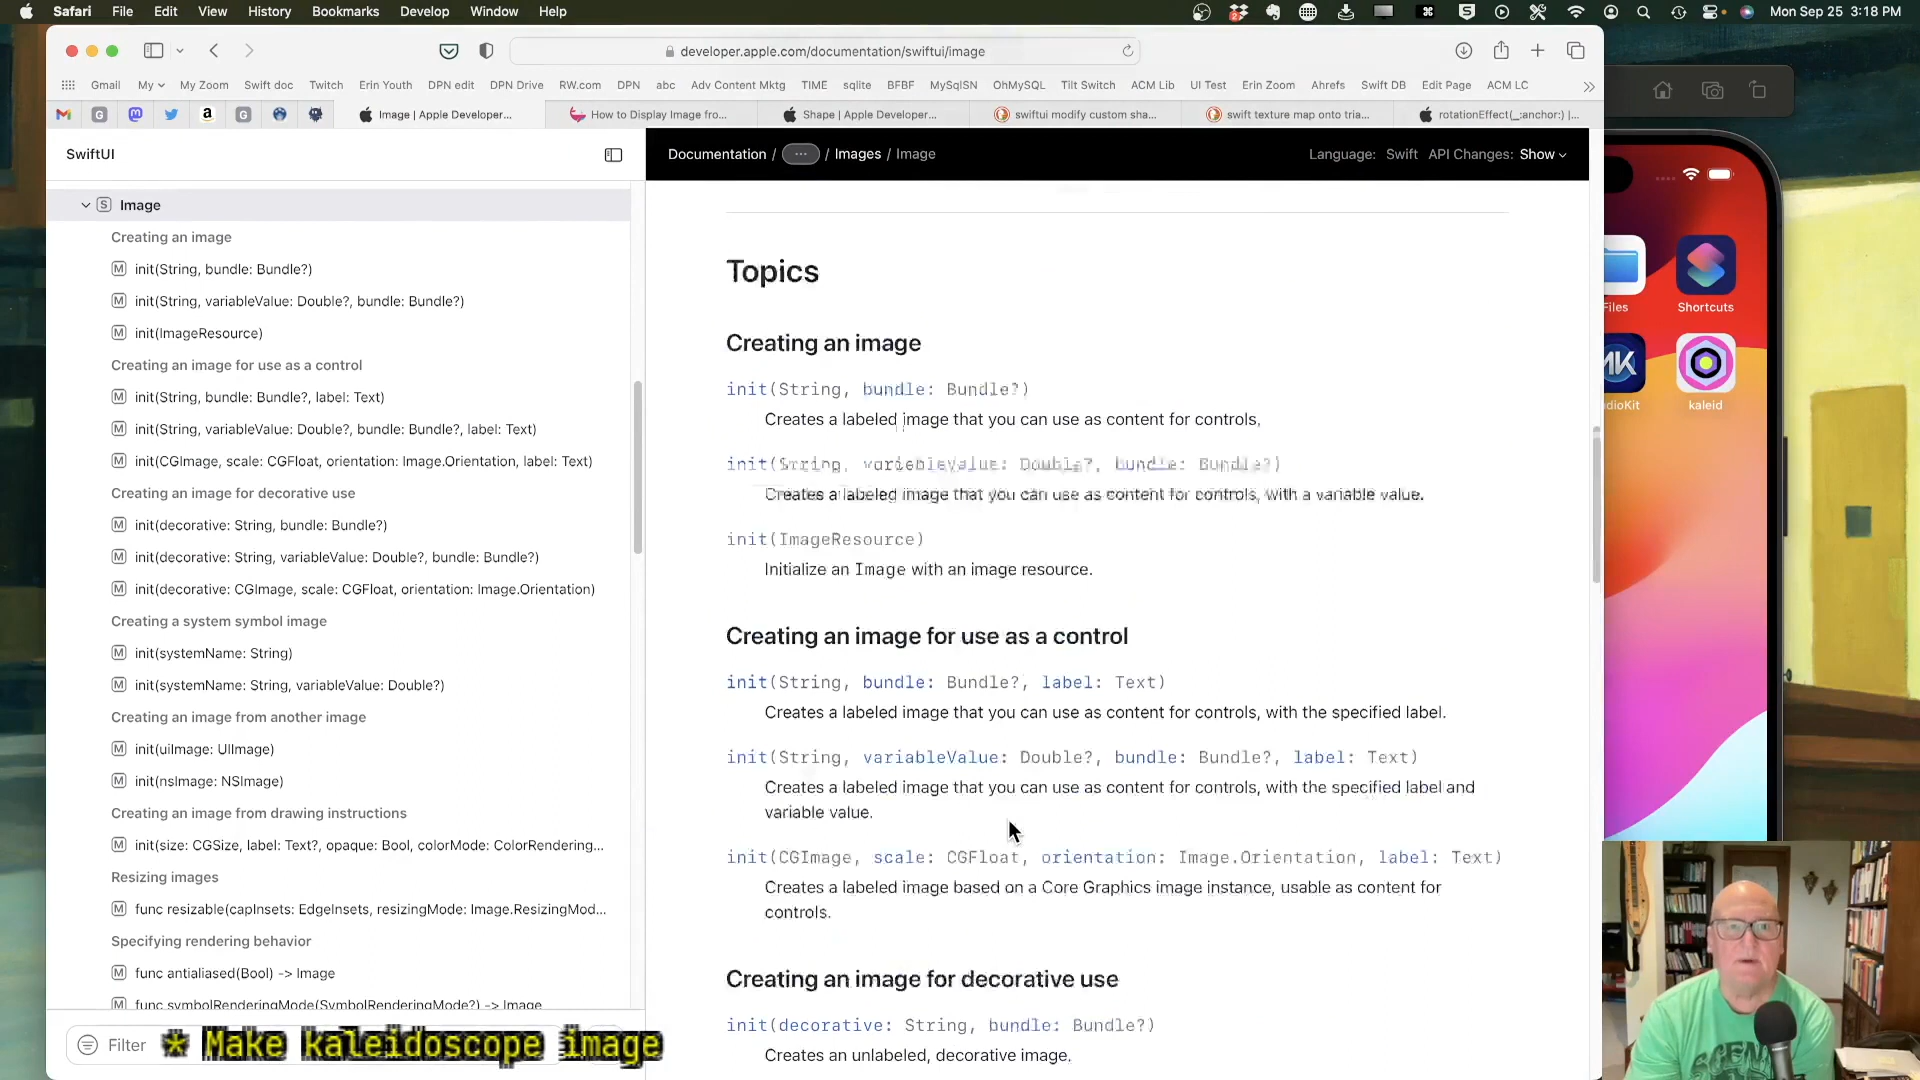 Safari File Edit View History Bookmarks Develop Window Help Mon Sep 25 3:18 PM
developer.apple.com/documentation/swiftui/image
Gmail My My Zoom Swift doc Twitch Erin Youth DPN edit DPN Drive RW.com DPN abc Adv Content Mktg TIME sqlite BFBF MySqlSN OhMySQL Tilt Switch ACM Lib UI Test Erin Zoom Ahrefs Swift DB Edit Page ACM LC
Image | Apple Developer... How to Display Image fro... Shape | Apple Developer... swiftui modify custom sha... swift texture map onto tria... rotationEffect(_:anchor:) |...
SwiftUI
Documentation / ... / Images / Image Language: Swift API Changes: Show
Image
Creating an image
init(String, bundle: Bundle?)
init(String, variableValue: Double?, bundle: Bundle?)
init(ImageResource)
Creating an image for use as a control
init(String, bundle: Bundle?, label: Text)
init(String, variableValue: Double?, bundle: Bundle?, label: Text)
init(CGImage, scale: CGFloat, orientation: Image.Orientation, label: Text)
Creating an image for decorative use
init(decorative: String, bundle: Bundle?)
init(decorative: String, variableValue: Double?, bundle: Bundle?)
init(decorative: CGImage, scale: CGFloat, orientation: Image.Orientation)
Creating a system symbol image
init(systemName: String)
init(systemName: String, variableValue: Double?)
Creating an image from another image
init(uiImage: UIImage)
init(nsImage: NSImage)
Creating an image from drawing instructions
init(size: CGSize, label: Text?, opaque: Bool, colorMode: ColorRendering...
Resizing images
func resizable(capInsets: EdgeInsets, resizingMode: Image.ResizingMod...
Specifying rendering behavior
func antialiased(Bool) -> Image
func symbolRenderingMode(SymbolRenderingMode?) -> Image
Filter
* Make kaleidoscope image
Topics
Creating an image
init(String, bundle: Bundle?)
Creates a labeled image that you can use as content for controls.
init(String, variableValue: Double?, bundle: Bundle?)
Creates a labeled image that you can use as content for controls, with a variable value.
init(ImageResource)
Initialize an Image with an image resource.
Creating an image for use as a control
init(String, bundle: Bundle?, label: Text)
Creates a labeled image that you can use as content for controls, with the specified label.
init(String, variableValue: Double?, bundle: Bundle?, label: Text)
Creates a labeled image that you can use as content for controls, with the specified label and
variable value.
init(CGImage, scale: CGFloat, orientation: Image.Orientation, label: Text)
Creates a labeled image based on a Core Graphics image instance, usable as content for
controls.
Creating an image for decorative use
init(decorative: String, bundle: Bundle?)
Creates an unlabeled, decorative image.
Files Shortcuts
dioKit kaleid